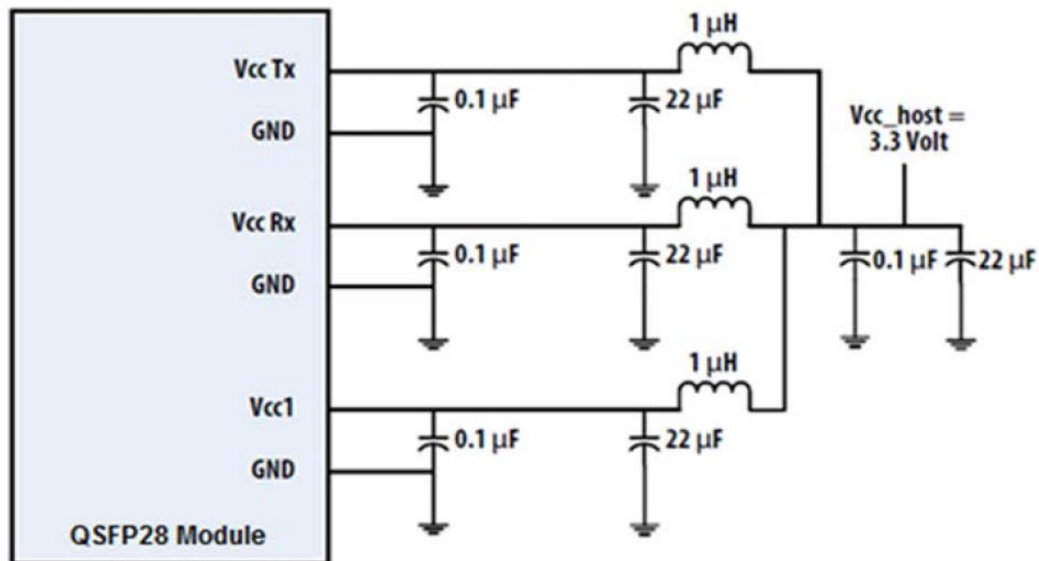 1 μH
Vcc Tx
0.1 μF
22 μF
Vcc_host =
3.3 Volt
GND
1 μH
Vcc Rx
0.1 μF
22 μF
0.1 μF
22 μF
GND
1 μH
Vcc1
0.1 μF
22 μF
GND
QSFP28 Module